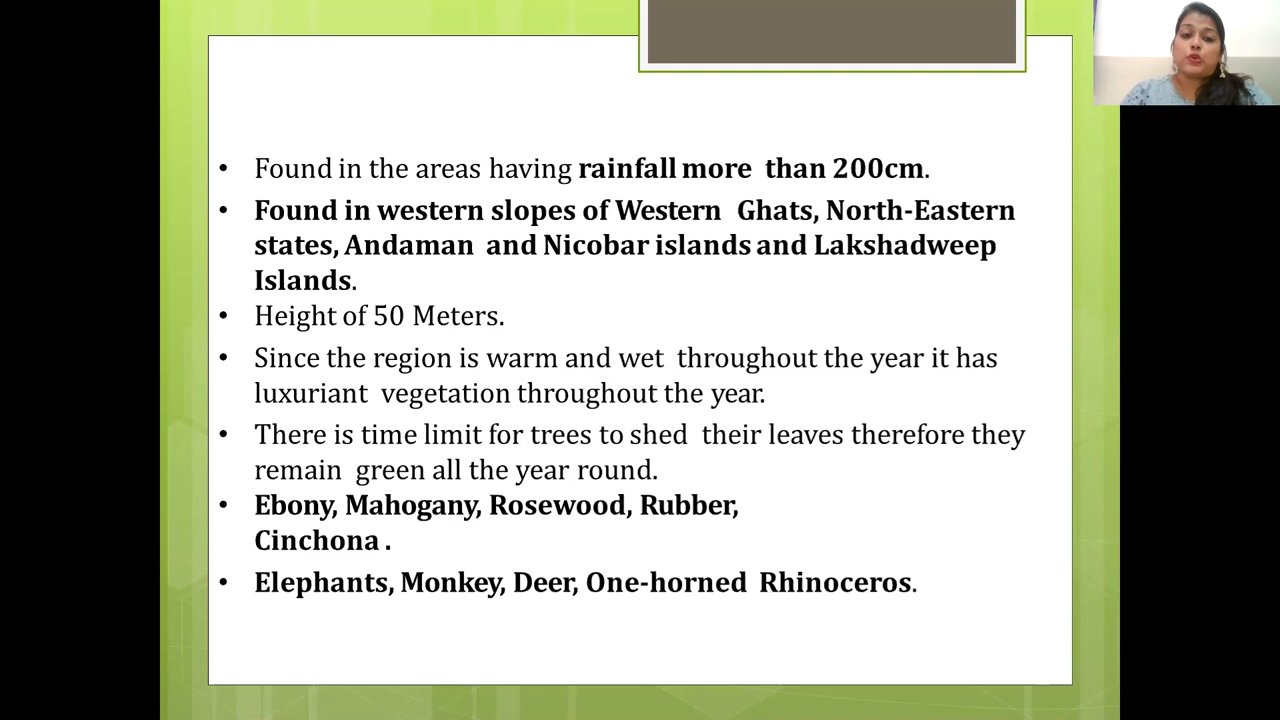 • Found in the areas having rainfall more than 200cm.
• Found in western slopes of Western Ghats, North-Eastern
states, Andaman and Nicobar islands and Lakshadweep
Islands.
• Height of 50 Meters.
• Since the region is warm and wet throughout the year it has
luxuriant vegetation throughout the year.
• There is time limit for trees to shed their leaves therefore they
remain green all the year round.
• Ebony, Mahogany, Rosewood, Rubber,
Cinchona .
• Elephants, Monkey, Deer, One-horned Rhinoceros.